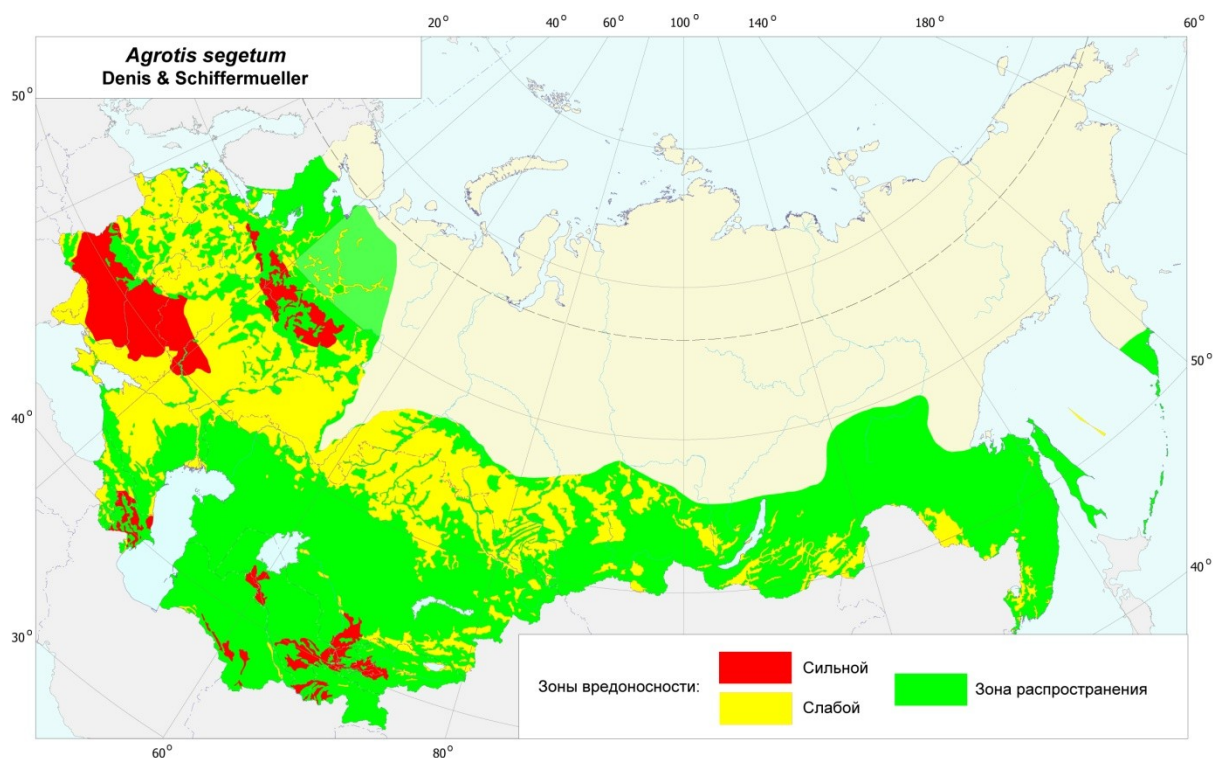 20° 40° 60° 100° 140° 180° 60°
Agrotis segetum
Denis & Schiffermueller
50°
50°
40°
40°
30°
Зоны вредоносности:
Сильной
Слабой
Зона распространения
60° 80°